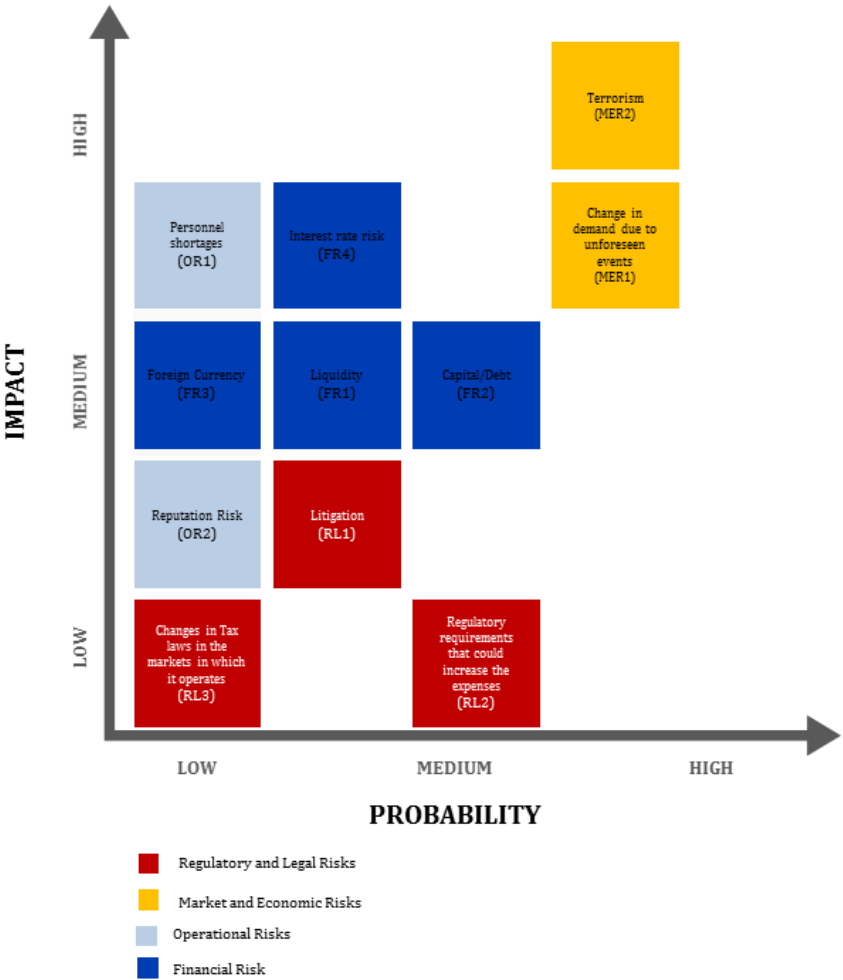 HIGH
Terrorism
(MER2)
Personnel
shortages
(OR1)
Interest rate risk
(FR4)
Change in
demand due to
unforeseen
events
(MER1)
IMPACT
MEDIUM
Foreign Currency
(FR3)
Liquidity
(FR1)
Capital/Debt
(FR2)
Reputation Risk
(OR2)
Litigation
(RL1)
LOW
Changes in Tax
laws in the
markets in which
it operates
(RL3)
Regulatory
requirements
that could
increase the
expenses
(RL2)
LOW
MEDIUM
HIGH
PROBABILITY
Regulatory and Legal Risks
Market and Economic Risks
Operational Risks
Financial Risk